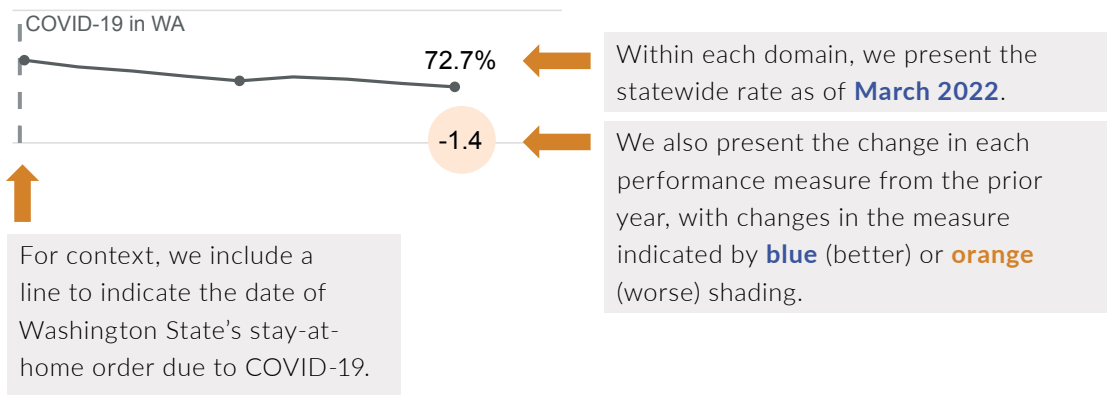 COVID-19 in WA
72.7%
-1.4
Within each domain, we present the
statewide rate as of March 2022.
We also present the change in each
performance measure from the prior
year, with changes in the measure
indicated by blue (better) or orange
(worse) shading.
For context, we include a
line to indicate the date of
Washington State’s stay-at-
home order due to COVID-19.